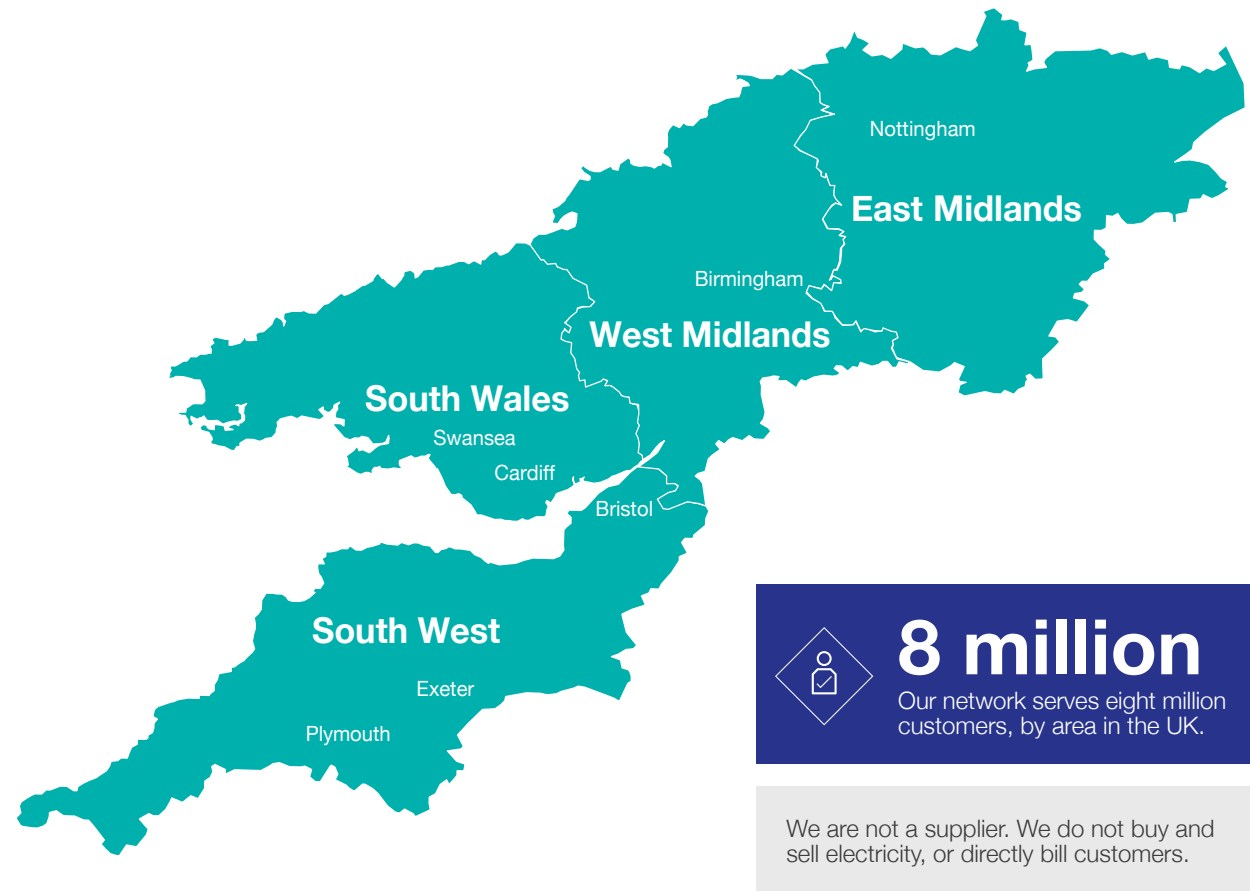 Nottingham
East Midlands
Birmingham
West Midlands
South Wales
Swansea
Cardiff
Bristol
South West
Exeter
Plymouth
8 million
Our network serves eight million
customers, by area in the UK.
We are not a supplier. We do not buy and
sell electricity, or directly bill customers.